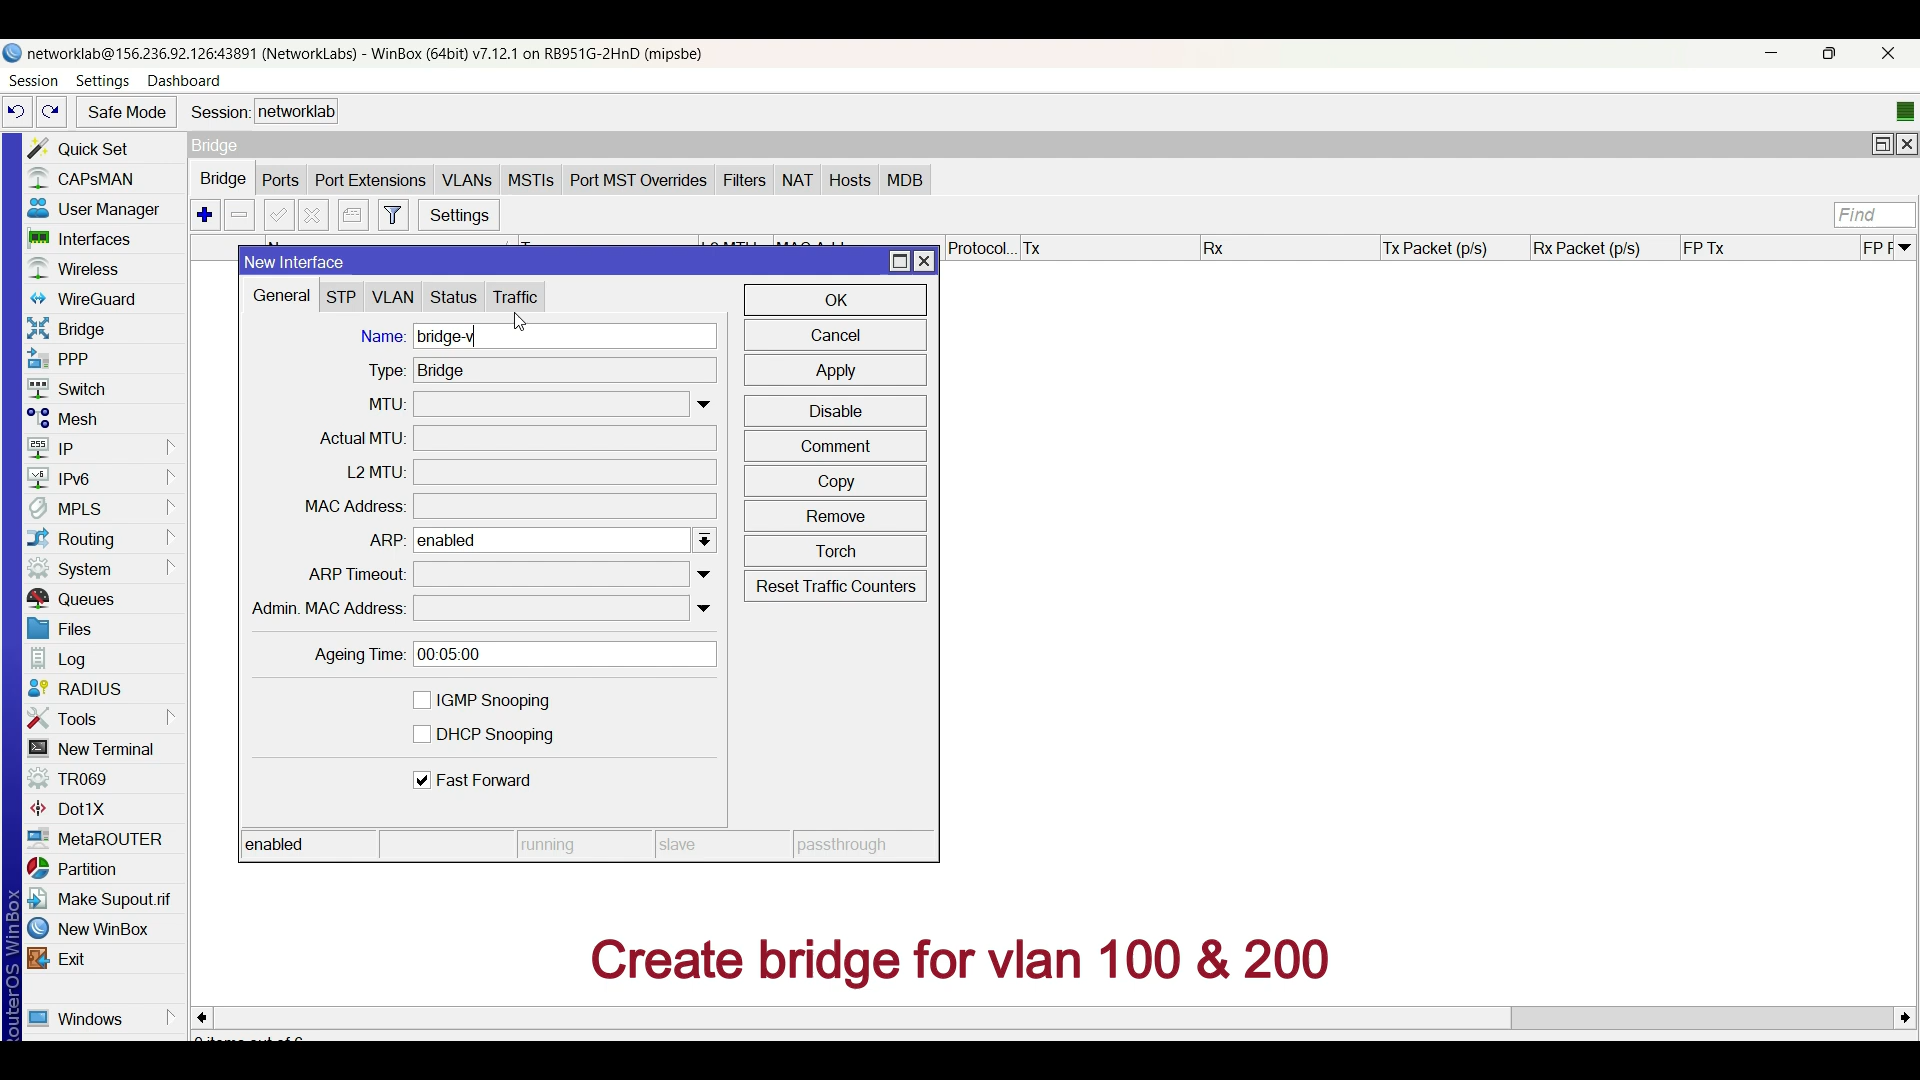 networklab@156.236.92.126:43891 (NetworkLabs) - WinBox (64bit) v7.12.1 on RB951G-2HnD (mipsbe)
Session Settings Dashboard
Safe Mode Session: networklab
Bridge
Bridge Ports Port Extensions VLANs MSTIs Port MST Overrides Filters NAT Hosts MDB
Settings Find
Protocol... Tx Rx Tx Packet (p/s) Rx Packet (p/s) FP Tx
Quick Set
CAPsMAN
User Manager
Interfaces
Wireless
WireGuard
Bridge
PPP
Switch
Mesh
IP
IPv6
MPLS
Routing
System
Queues
Files
Log
RADIUS
Tools
New Terminal
TR069
Dot1X
MetaROUTER
Partition
Make Supout.rif
New WinBox
Exit
Windows
WinBox
New Interface
General STP VLAN Status Traffic
Name: bridge-v
Type: Bridge
MTU:
Actual MTU:
L2 MTU:
MAC Address:
ARP: enabled
ARP Timeout:
Admin. MAC Address:
Ageing Time: 00:05:00
IGMP Snooping
DHCP Snooping
Fast Forward
OK
Cancel
Apply
Disable
Comment
Copy
Remove
Torch
Reset Traffic Counters
enabled running slave passthrough
Create bridge for vlan 100 & 200